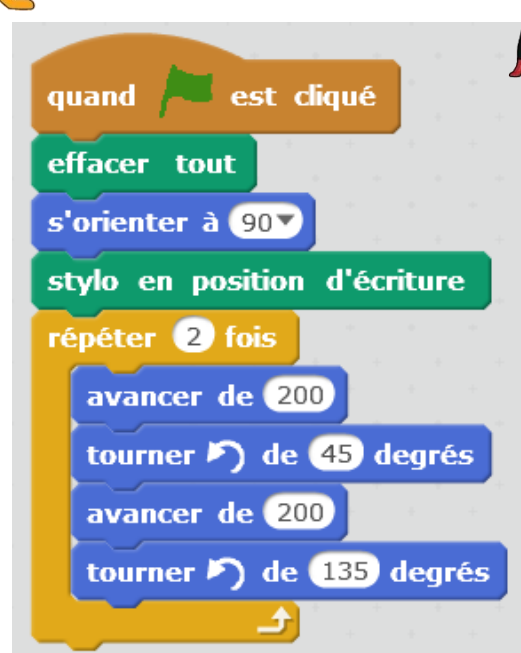 quand est cliqué
effacer tout
s'orienter à 90
stylo en position d'écriture
répéter 2 fois
avancer de 200
tourner de 45 degrés
avancer de 200
tourner de 135 degrés